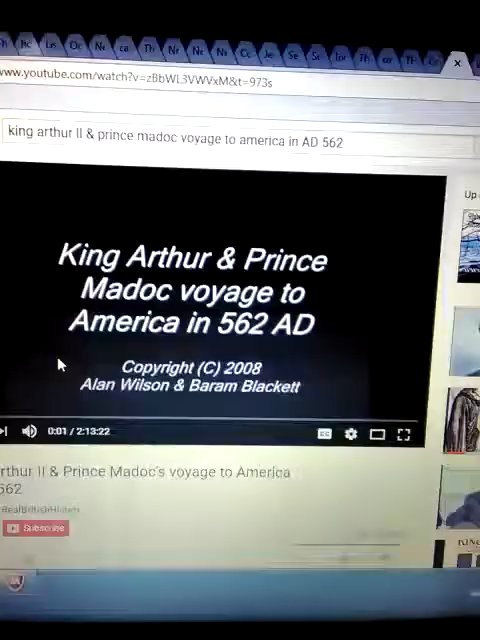 www.youtube.com/watch?v=zBbWL3VWVxM&t=973s
king arthur II & prince madoc voyage to america in AD 562
Up
King Arthur & Prince
Madoc voyage to
America in 562 AD
Copyright (C) 2008
Alan Wilson & Baram Blackett
0:01 / 2:13:22
rthur II & Prince Madoc's voyage to America
562
Subscribe